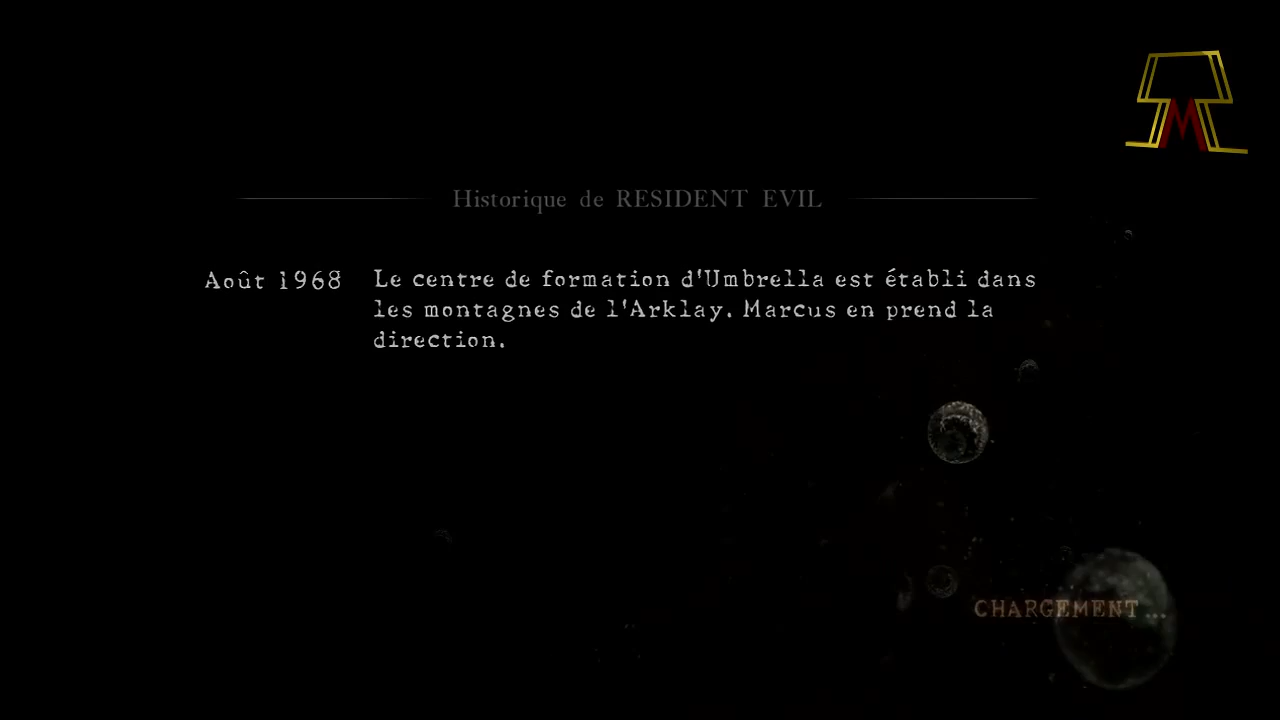 Historique de RESIDENT EVIL
Août 1968 Le centre de formation d'Umbrella est établi dans
les montagnes de l'Arklay. Marcus en prend la
direction.
CHARGEMENT...
M